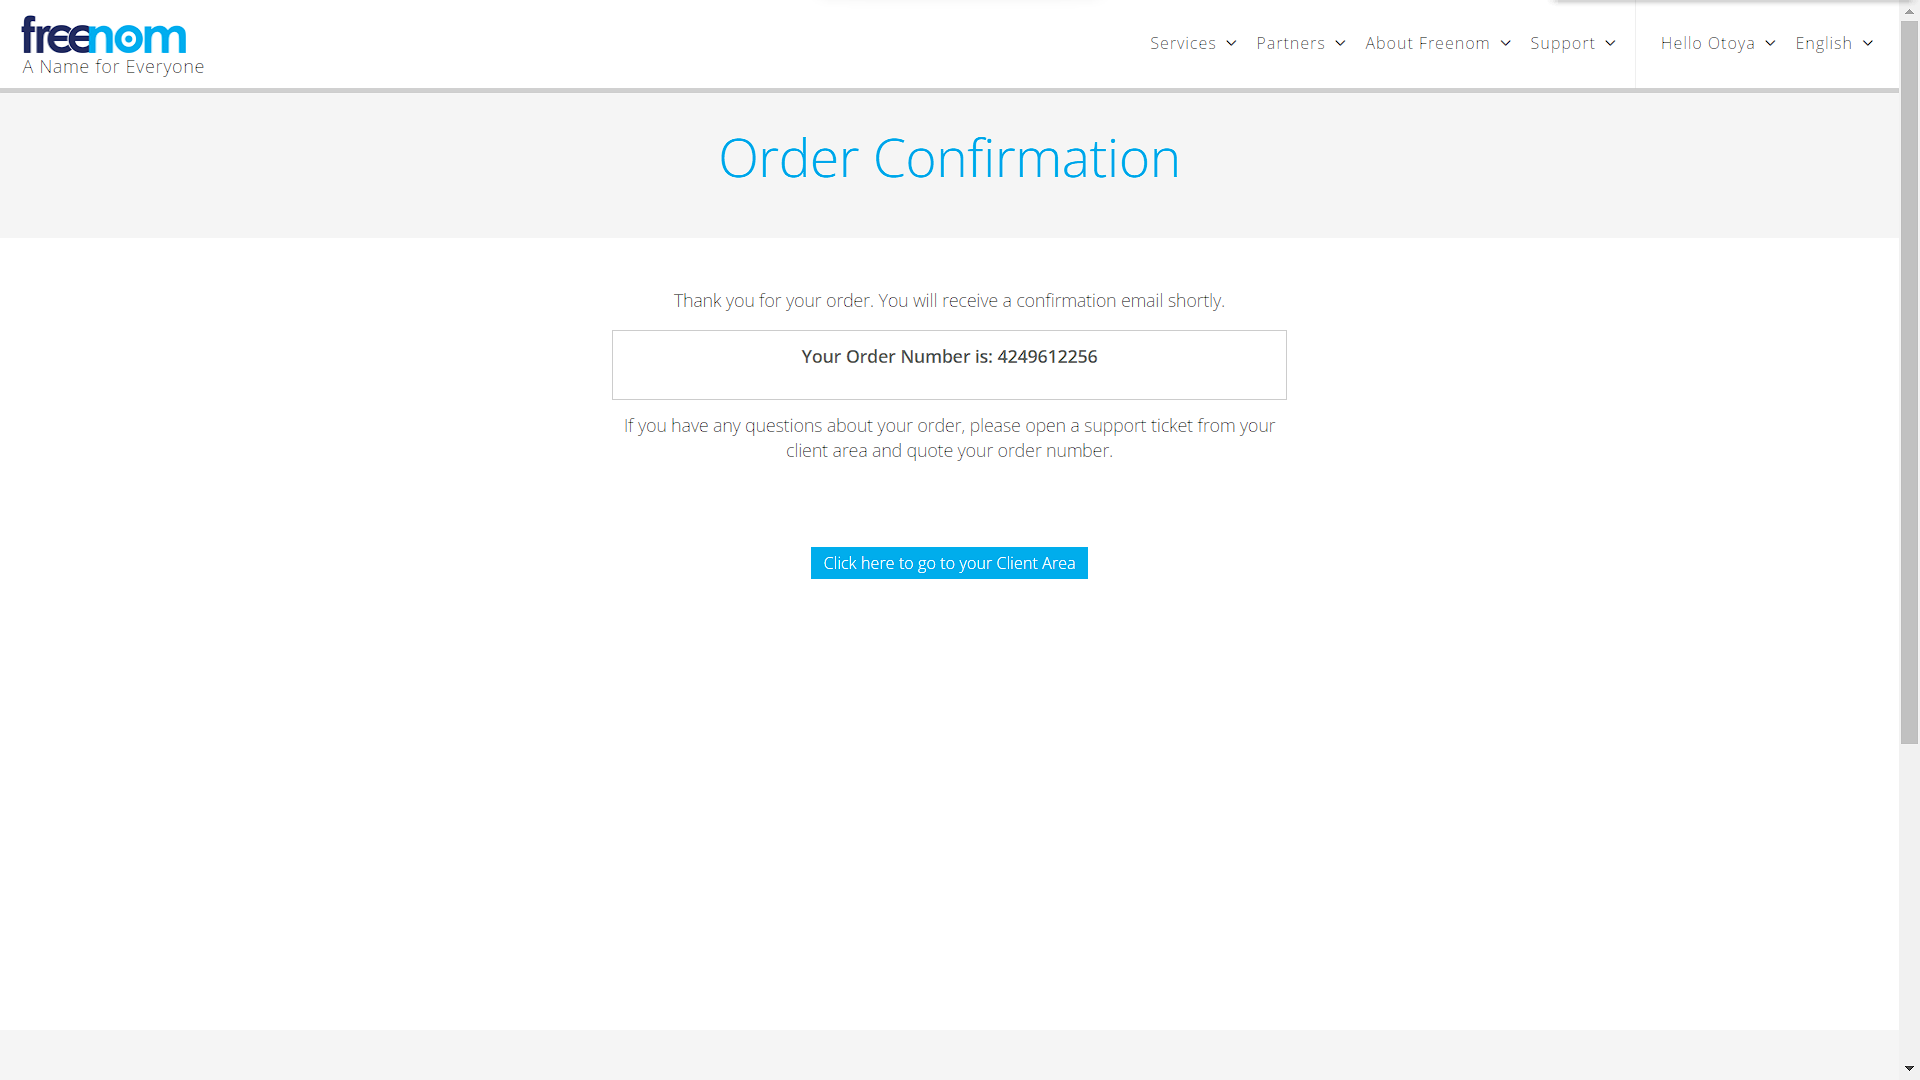 freenom
A Name for Everyone
Services Partners About Freenom Support Hello Otoya English
Order Confirmation
Thank you for your order. You will receive a confirmation email shortly.
Your Order Number is: 4249612256
If you have any questions about your order, please open a support ticket from your
client area and quote your order number.
Click here to go to your Client Area